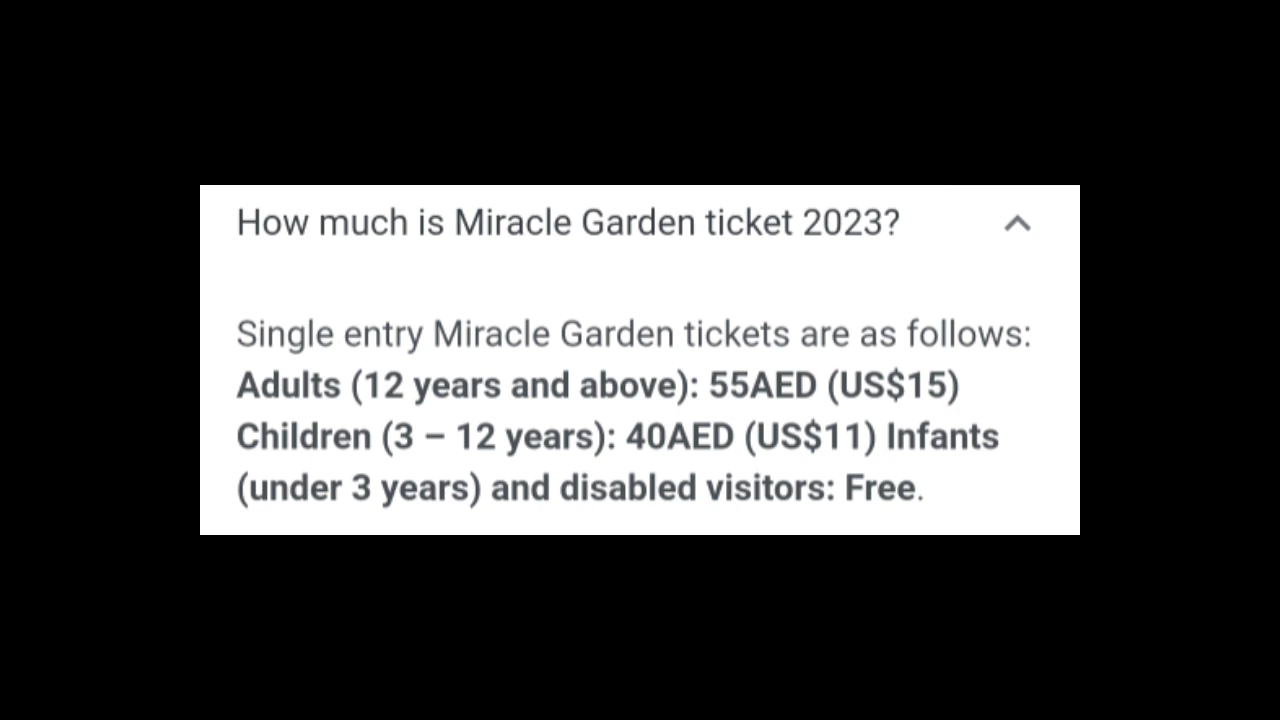 How much is Miracle Garden ticket 2023?
Single entry Miracle Garden tickets are as follows:
Adults (12 years and above): 55AED (US$15)
Children (3 – 12 years): 40AED (US$11) Infants
(under 3 years) and disabled visitors: Free.